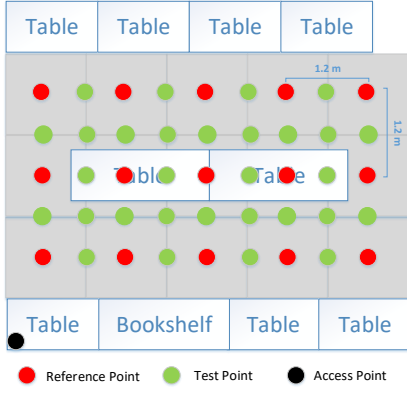 Table Table Table Table
1.2 m
1.2 m
Table Table
Table Bookshelf Table Table
Reference Point Test Point Access Point